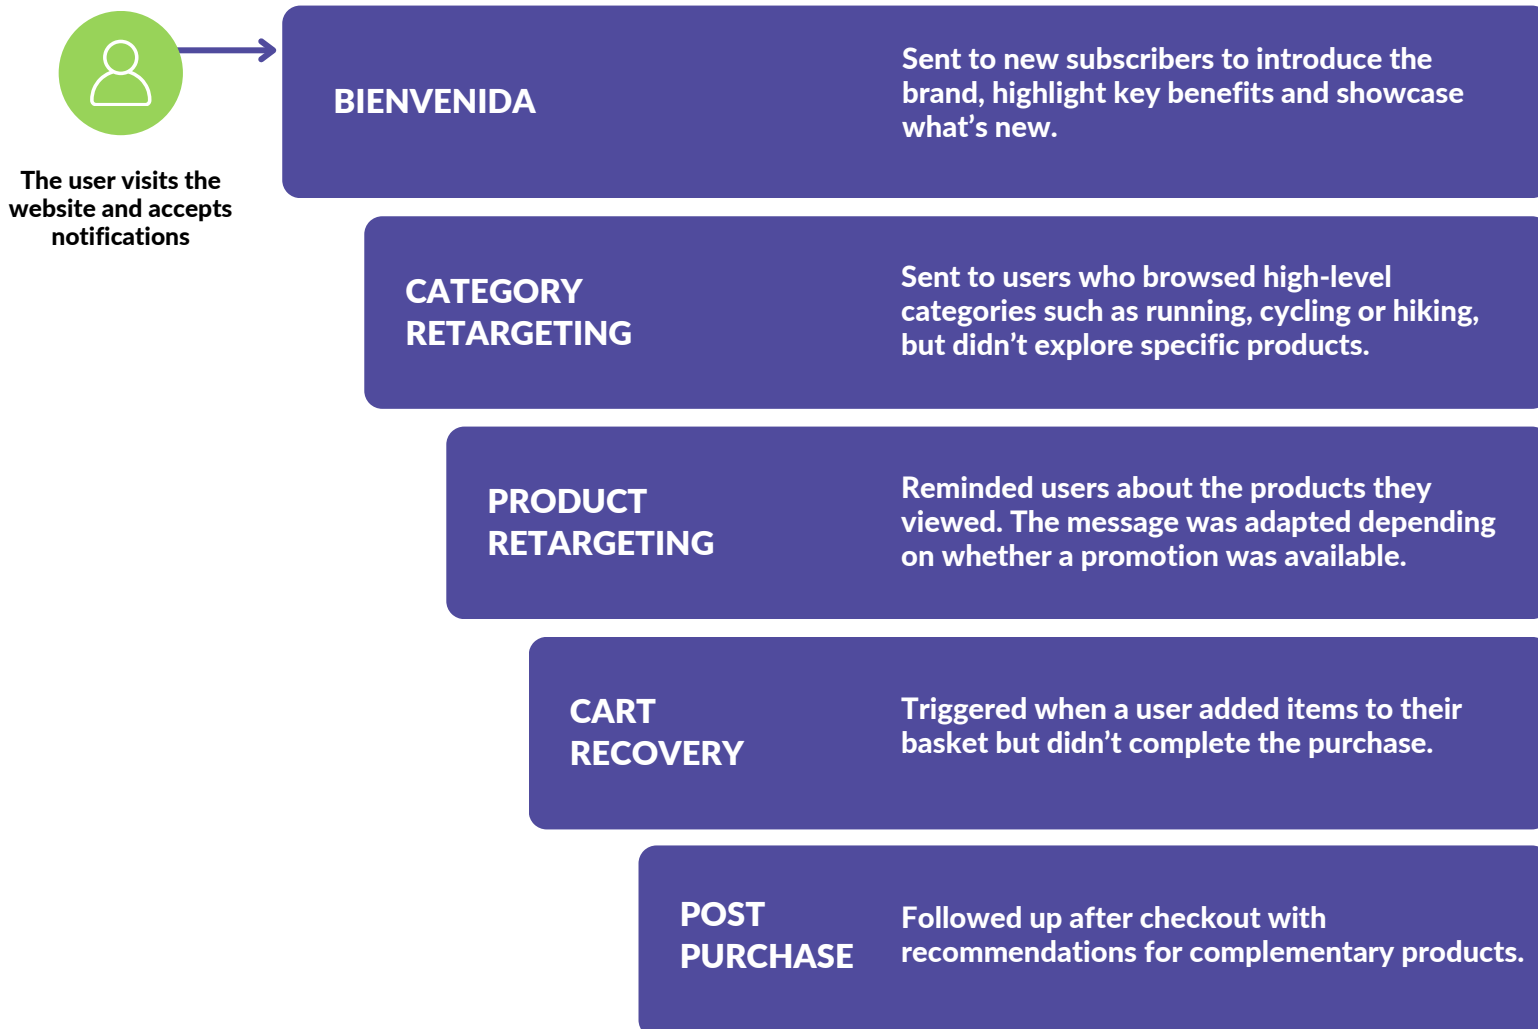 The user visits the
website and accepts
notifications
BIENVENIDA
Sent to new subscribers to introduce the
brand, highlight key benefits and showcase
what’s new.
CATEGORY
RETARGETING
Sent to users who browsed high-level
categories such as running, cycling or hiking,
but didn’t explore specific products.
PRODUCT
RETARGETING
Reminded users about the products they
viewed. The message was adapted depending
on whether a promotion was available.
CART
RECOVERY
Triggered when a user added items to their
basket but didn’t complete the purchase.
POST
PURCHASE
Followed up after checkout with
recommendations for complementary products.